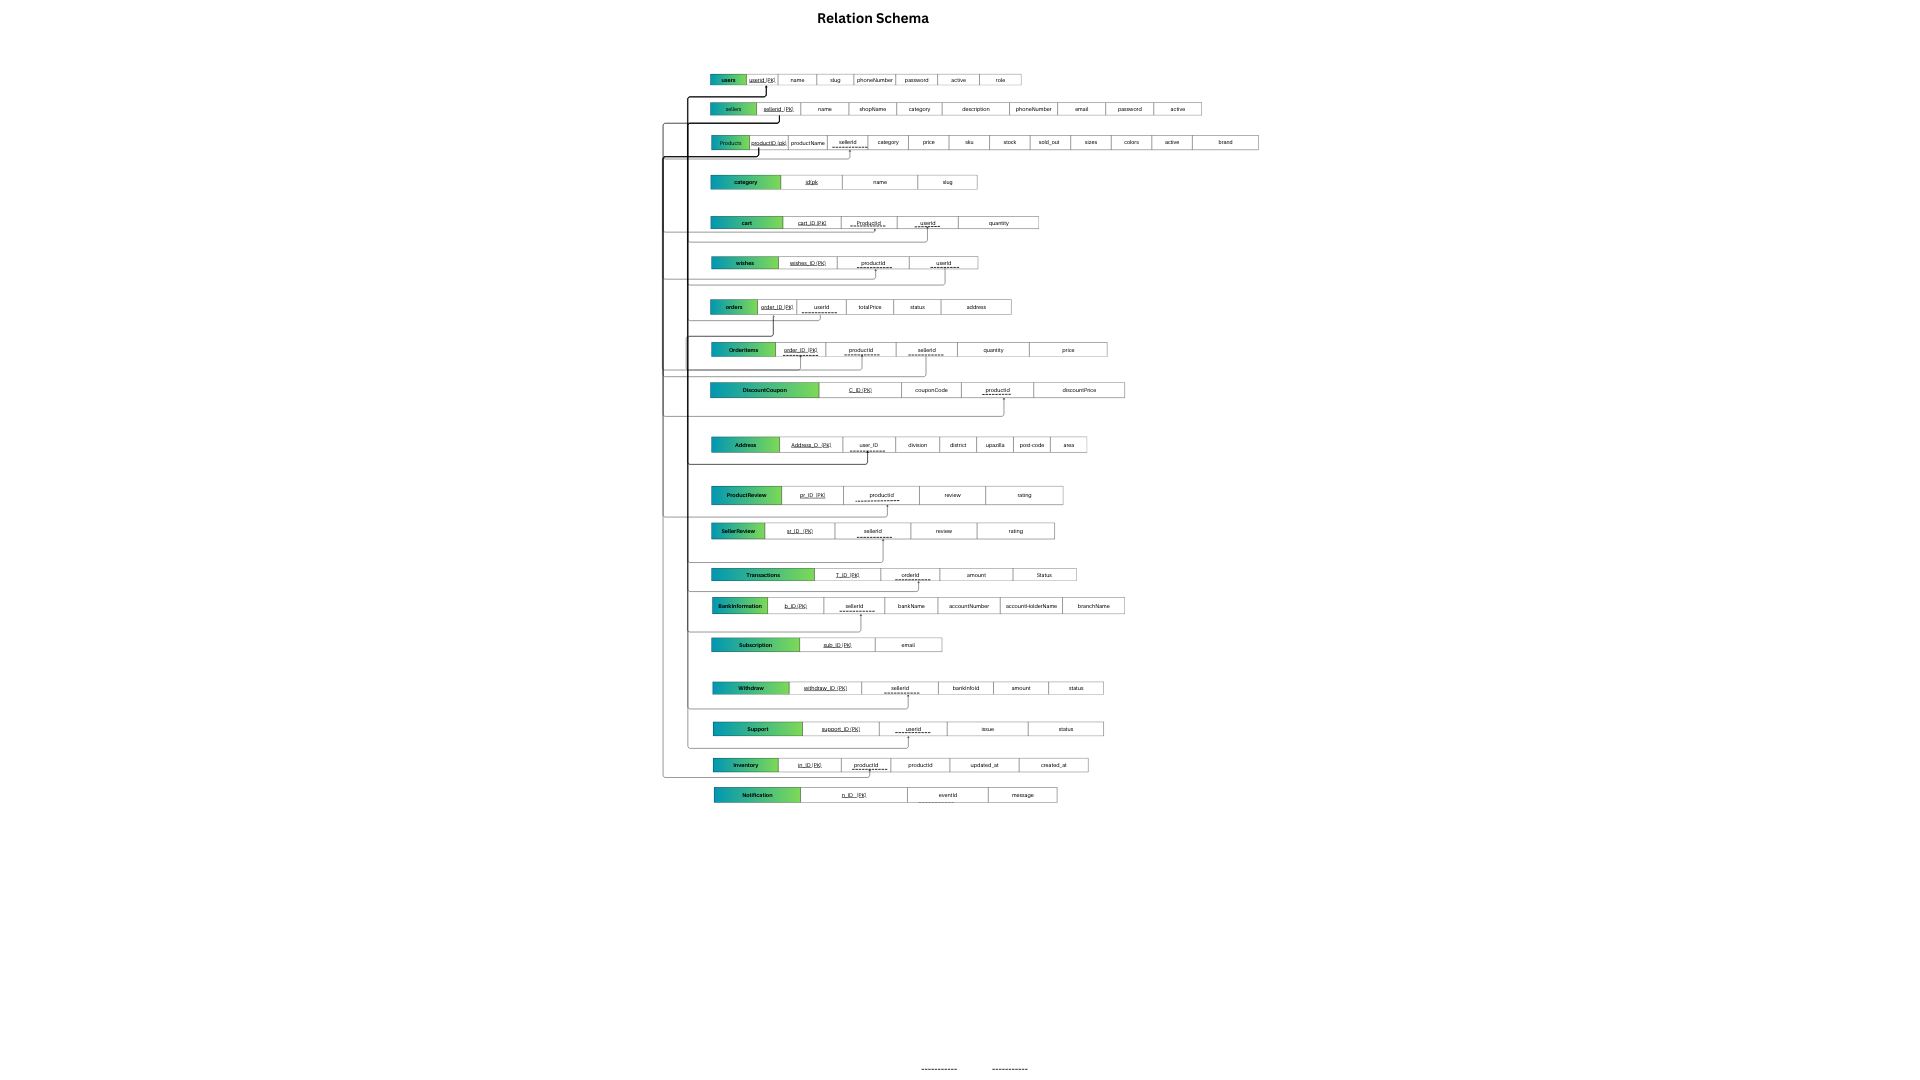 Relation Schema
users userid (PK) name slug phoneNumber password active role
sellers sellerid (PK) name shopName category description phoneNumber email password active
Products productID (pk) productName sellerid category price sku stock sold_out sizes colors active brand
category id(pk name slug
cart cart_ID (PK) ProductId userid quantity
wishes wishes_ID (PK) productId userid
orders order_ID (PK) userId totalPrice status address
OrderItems order_ID (PK) productId sellerid quantity price
DiscountCoupon C_ID (PK) couponCode productId discountPrice
Address Address_D. (PK) user_ID division district upazilla post-code area
ProductReview pr_ID (PK) productId review rating
SellerReview sr_ID (PK) sellerId review rating
Transactions T_ID (PK) orderId amount Status
BankInformation b_ID (PK) sellerId bankName accountNumber accountHolderName branchName
Subscription sub_ID (PK) email
Withdraw withdraw_ID (PK) sellerId bankInfoId amount status
Support support_ID (PK) userId issue status
Inventory in_ID (PK) productId productId updated_at created_at
Notification n_ID (PK) eventId message